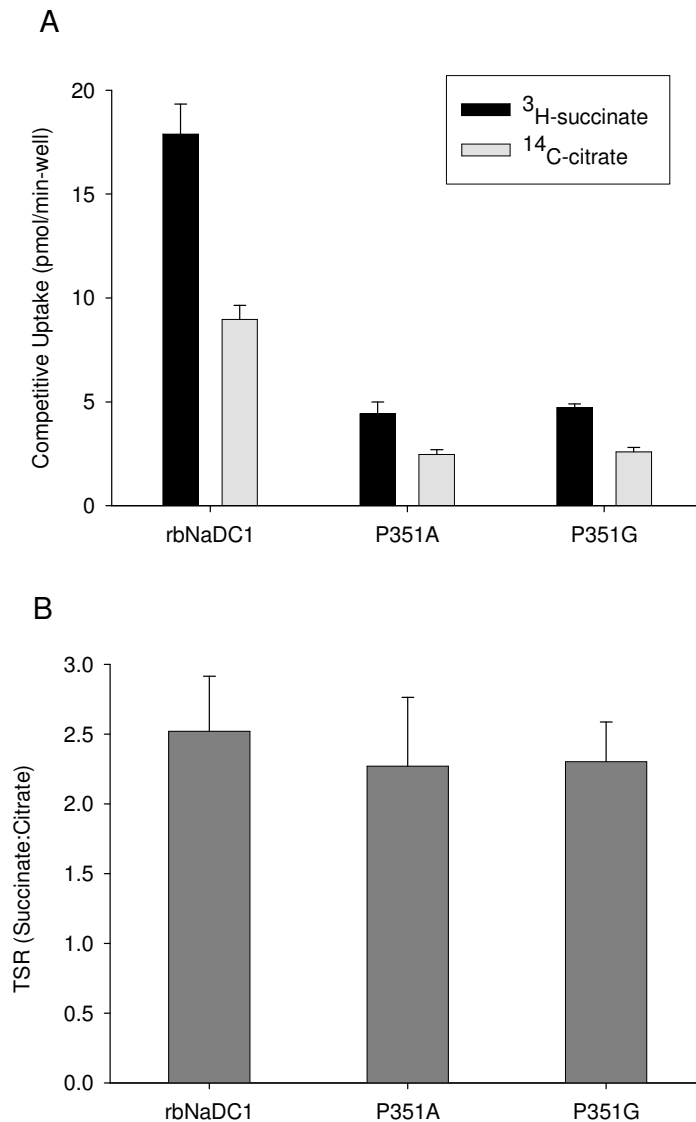 A
Competitive Uptake (pmol/min-well)
20
15
10
5
0
³H-succinate
¹⁴C-citrate
rbNaDC1 P351A P351G
B
TSR (Succinate:Citrate)
3.0
2.5
2.0
1.5
1.0
0.5
0.0
rbNaDC1 P351A P351G